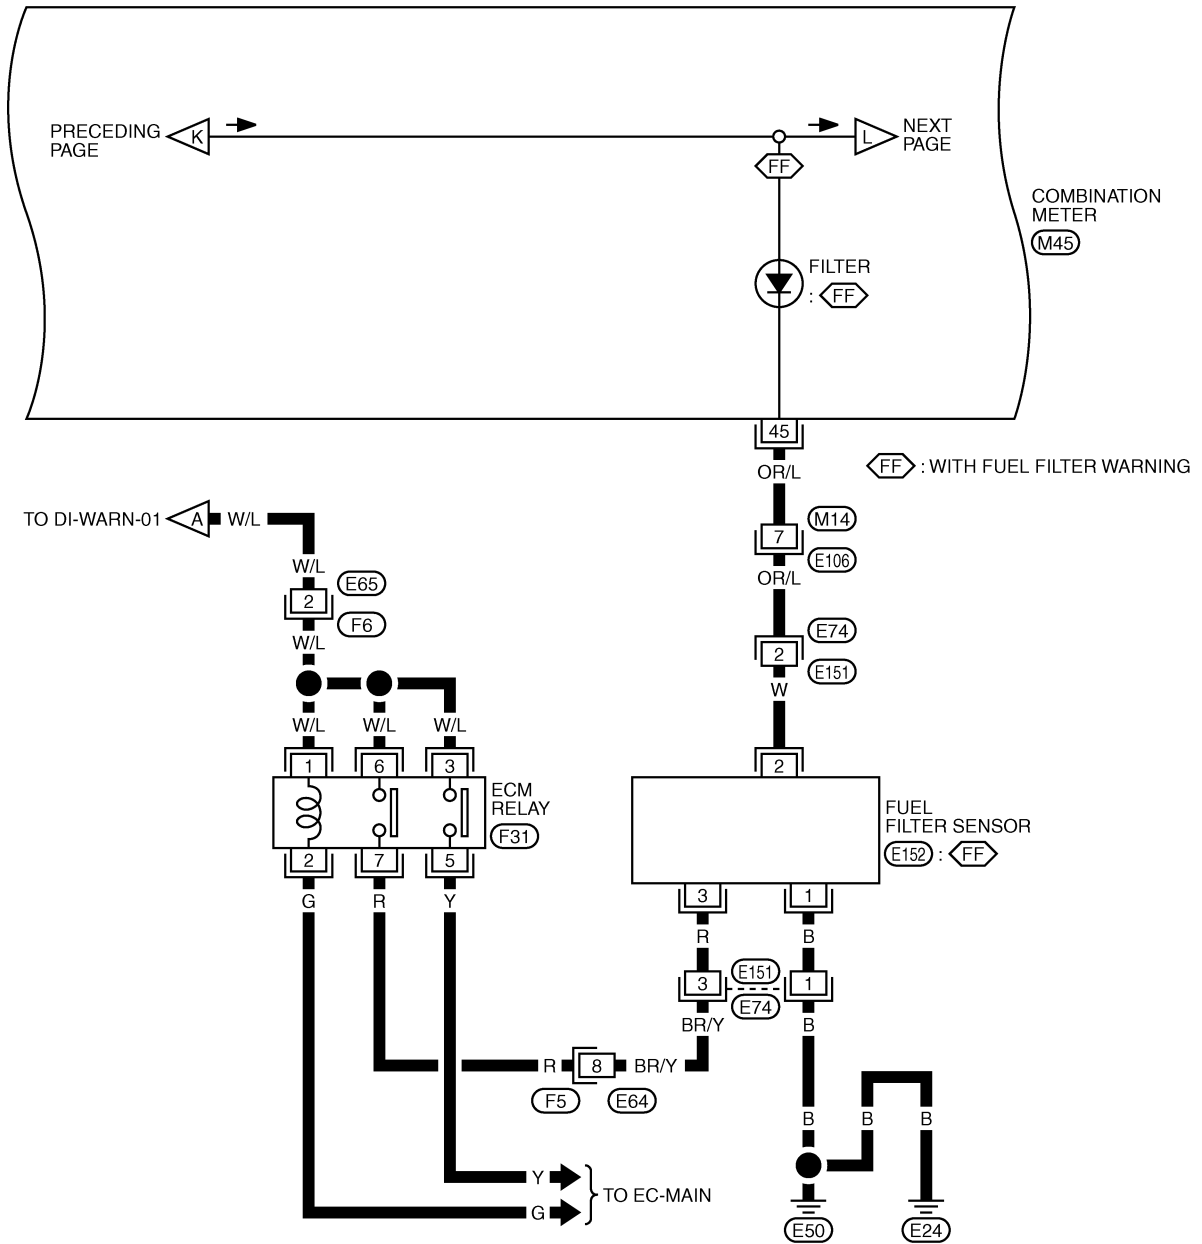 PRECEDING
PAGE
K
L
NEXT
PAGE
FF
COMBINATION
METER
M45
FILTER
: FF
45
OR/L
FF : WITH FUEL FILTER WARNING
TO DI-WARN-01
A
W/L
M14
7
E106
W/L
OR/L
E65
2
F6
E74
2
E151
W/L
W
W/L
W/L
W/L
1
6
3
2
ECM
RELAY
F31
FUEL
FILTER SENSOR
E152 : FF
2
7
5
3
1
G
R
Y
R
B
E151
3
1
E74
BR/Y
B
R
8
BR/Y
F5
E64
B
B
B
Y
TO EC-MAIN
G
E50
E24